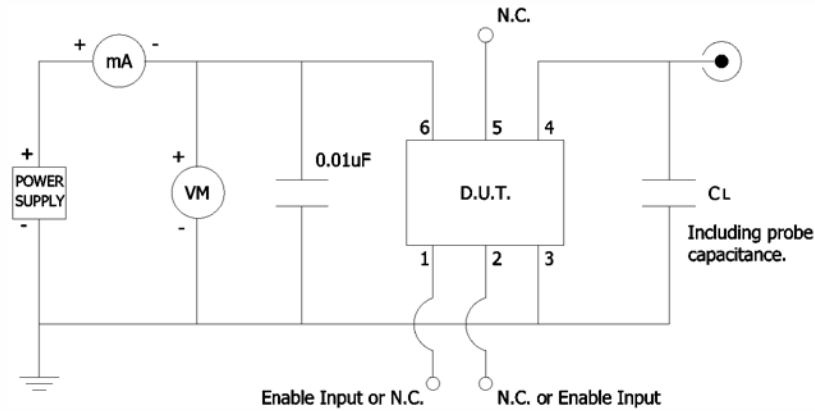 N.C.
+ mA -
6 5 4
+
POWER
SUPPLY
-
+
VM
-
0.01uF
D.U.T.
CL
Including probe
capacitance.
1 2 3
Enable Input or N.C.
N.C. or Enable Input